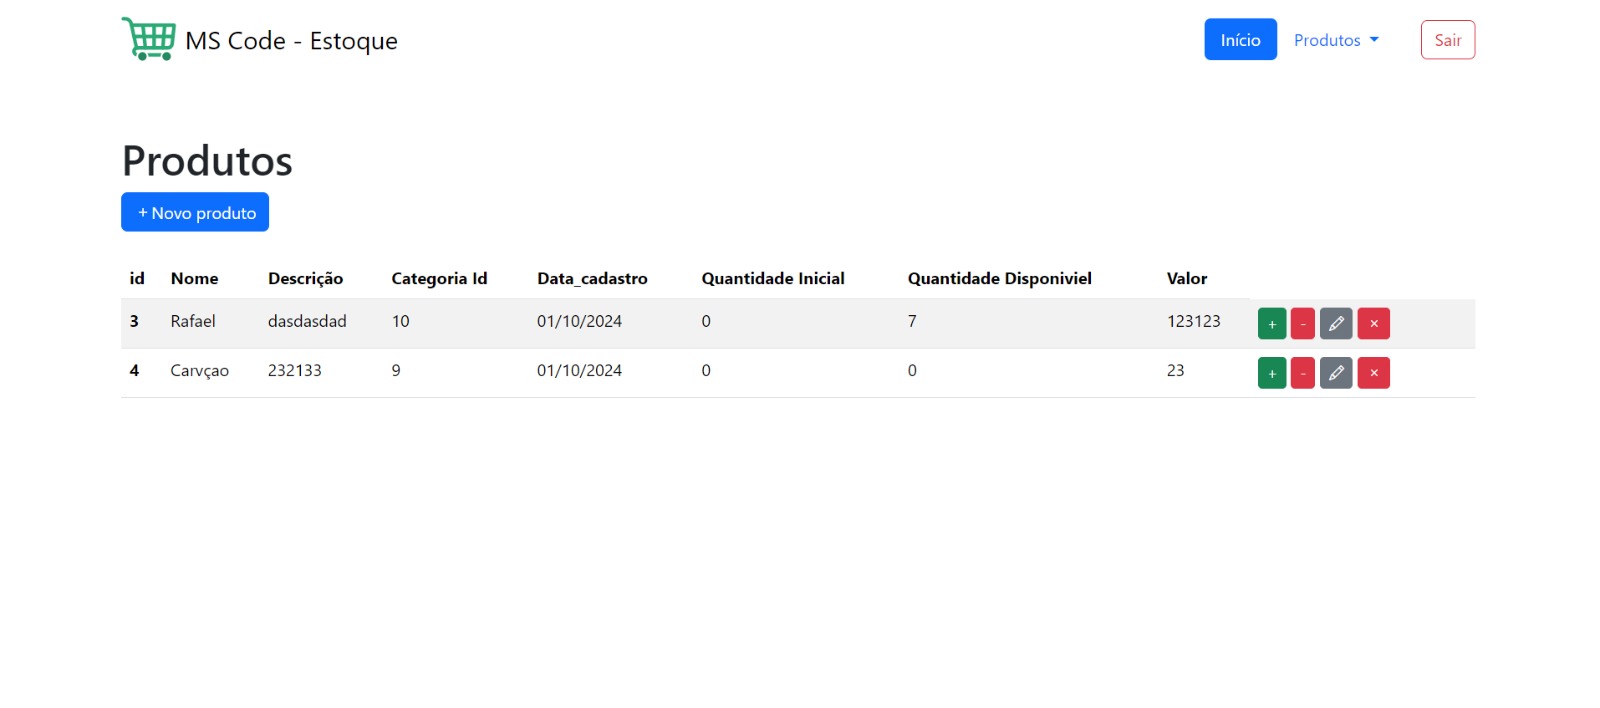 MS Code - Estoque Início Produtos Sair
Produtos
+ Novo produto
id Nome Descrição Categoria Id Data_cadastro Quantidade Inicial Quantidade Disponiviel Valor
3 Rafael dasdasdad 10 01/10/2024 0 7 123123 + - ×
4 Carvçao 232133 9 01/10/2024 0 0 23 + - ×